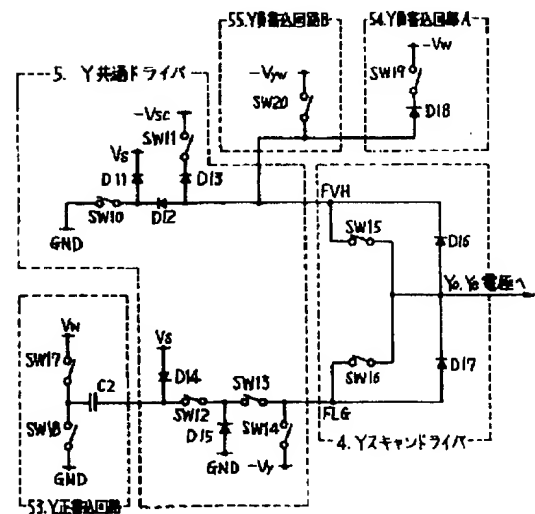 55.Y負書込回路B
54.Y負書込回路A
5. Y共通ドライバ
-Vyw
SW20
-Vw
SW19
D18
-Vsc
SW11
Vs
D11
D13
SW10
D12
GND
FVH
SW15
D16
Yo,Ye電極へ
Vw
SW17
C2
SW18
GND
Vs
D14
SW13
SW12
D15
GND
SW14
-Vy
SW16
D17
FLG
4. Yスキャンドライバ
53.Y正書込回路